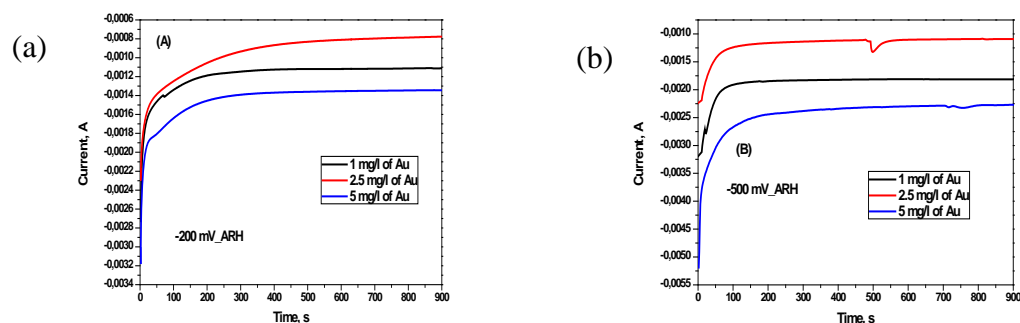 (a)
(A)
Current, A
-0,0006
-0,0008
-0,0010
-0,0012
-0,0014
-0,0016
-0,0018
-0,0020
-0,0022
-0,0024
-0,0026
-0,0028
-0,0030
-0,0032
-0,0034
1 mg/l of Au
2.5 mg/l of Au
5 mg/l of Au
-200 mV_ARH
0 100 200 300 400 500 600 700 800 900
Time, s
(b)
Current, A
-0,0010
-0,0015
-0,0020
-0,0025
-0,0030
-0,0035
-0,0040
-0,0045
-0,0050
-0,0055
(B)
-500 mV_ARH
1 mg/l of Au
2.5 mg/l of Au
5 mg/l of Au
0 100 200 300 400 500 600 700 800 900
Time, s